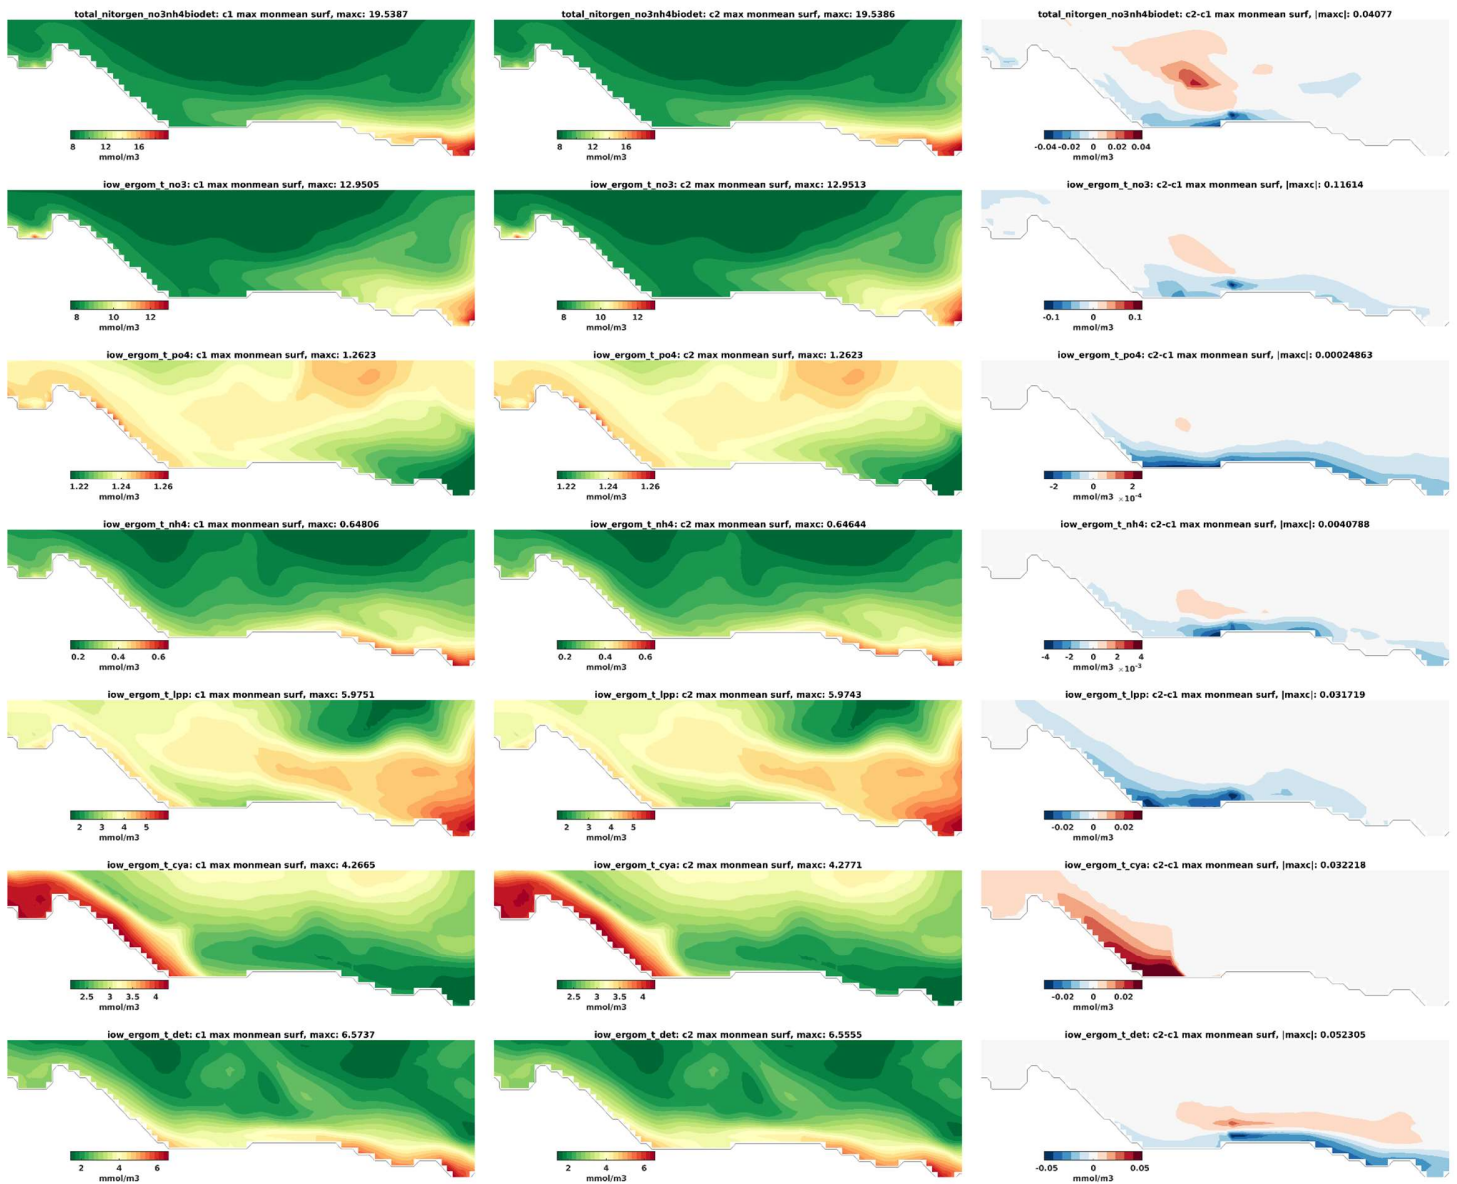 total_nitorgen_no3nh4biodet: c1 max monmean surf, maxc: 19.5387
total_nitorgen_no3nh4biodet: c2 max monmean surf, maxc: 19.5386
total_nitorgen_no3nh4biodet: c2-c1 max monmean surf, |maxc|: 0.04077
8 12 16
mmol/m3
8 12 16
mmol/m3
-0.04 -0.02 0 0.02 0.04
mmol/m3
iow_ergom_t_no3: c1 max monmean surf, maxc: 12.9505
iow_ergom_t_no3: c2 max monmean surf, maxc: 12.9513
iow_ergom_t_no3: c2-c1 max monmean surf, |maxc|: 0.11614
8 10 12
mmol/m3
8 10 12
mmol/m3
-0.1 0 0.1
mmol/m3
iow_ergom_t_po4: c1 max monmean surf, maxc: 1.2623
iow_ergom_t_po4: c2 max monmean surf, maxc: 1.2623
iow_ergom_t_po4: c2-c1 max monmean surf, |maxc|: 0.00024863
1.22 1.24 1.26
mmol/m3
1.22 1.24 1.26
mmol/m3
-2 0 2
mmol/m3 ×10⁻⁴
iow_ergom_t_nh4: c1 max monmean surf, maxc: 0.64806
iow_ergom_t_nh4: c2 max monmean surf, maxc: 0.64644
iow_ergom_t_nh4: c2-c1 max monmean surf, |maxc|: 0.0040788
0.2 0.4 0.6
mmol/m3
0.2 0.4 0.6
mmol/m3
-4 -2 0 2 4
mmol/m3 ×10⁻³
iow_ergom_t_lpp: c1 max monmean surf, maxc: 5.9751
iow_ergom_t_lpp: c2 max monmean surf, maxc: 5.9743
iow_ergom_t_lpp: c2-c1 max monmean surf, |maxc|: 0.031719
2 3 4 5
mmol/m3
2 3 4 5
mmol/m3
-0.02 0 0.02
mmol/m3
iow_ergom_t_cya: c1 max monmean surf, maxc: 4.2665
iow_ergom_t_cya: c2 max monmean surf, maxc: 4.2771
iow_ergom_t_cya: c2-c1 max monmean surf, |maxc|: 0.032218
2.5 3 3.5 4
mmol/m3
2.5 3 3.5 4
mmol/m3
-0.02 0 0.02
mmol/m3
iow_ergom_t_det: c1 max monmean surf, maxc: 6.5737
iow_ergom_t_det: c2 max monmean surf, maxc: 6.5555
iow_ergom_t_det: c2-c1 max monmean surf, |maxc|: 0.052305
2 4 6
mmol/m3
2 4 6
mmol/m3
-0.05 0 0.05
mmol/m3